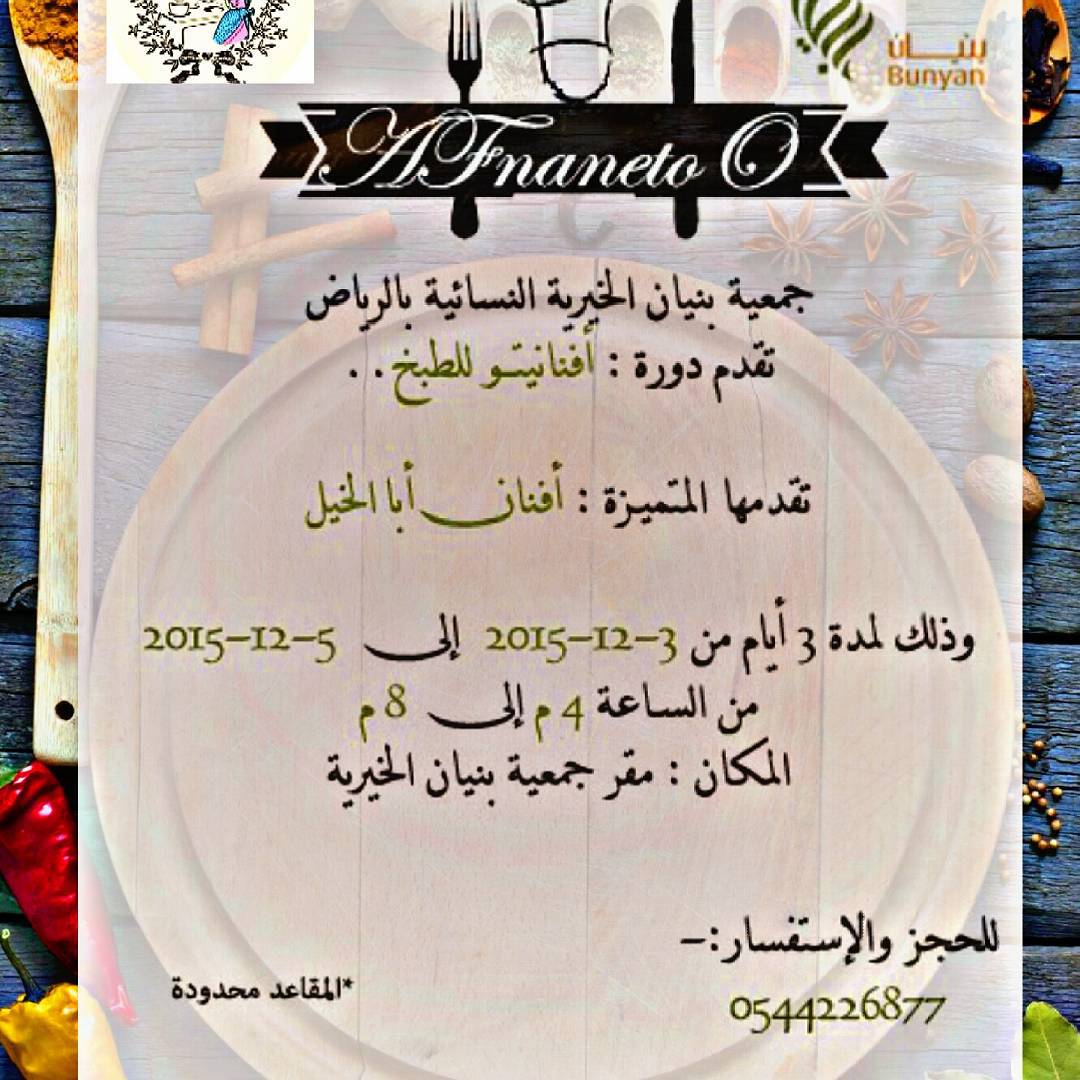 بنيان
Bunyan
AFnaneto O
جمعية بنيان الخيرية النسائية بالرياض
تقدم دورة : أفنانيتو للطبخ . .
تقدمها المتميزة : أفنان أبا الخيل
وذلك لمدة 3 أيام من 3-12-2015 إلى 5-12-2015
من الساعة 4 م إلى 8 م
المكان : مقر جمعية بنيان الخيرية
للحجز والإستفسار:-
*المقاعد محدودة
0544226877